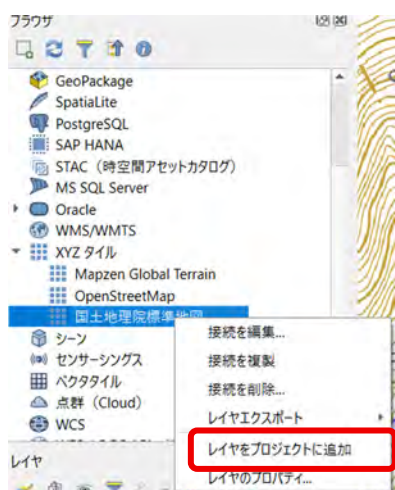 ブラウザ
GeoPackage
SpatiaLite
PostgreSQL
SAP HANA
STAC（時空間アセットカタログ）
MS SQL Server
Oracle
WMS/WMTS
XYZ タイル
Mapzen Global Terrain
OpenStreetMap
国土地理院標準地図
シーン
センサーシングス
ベクタタイル
点群（Cloud）
WCS
接続を編集...
接続を複製
接続を削除...
レイヤエクスポート
レイヤをプロジェクトに追加
レイヤのプロパティ...
レイヤ